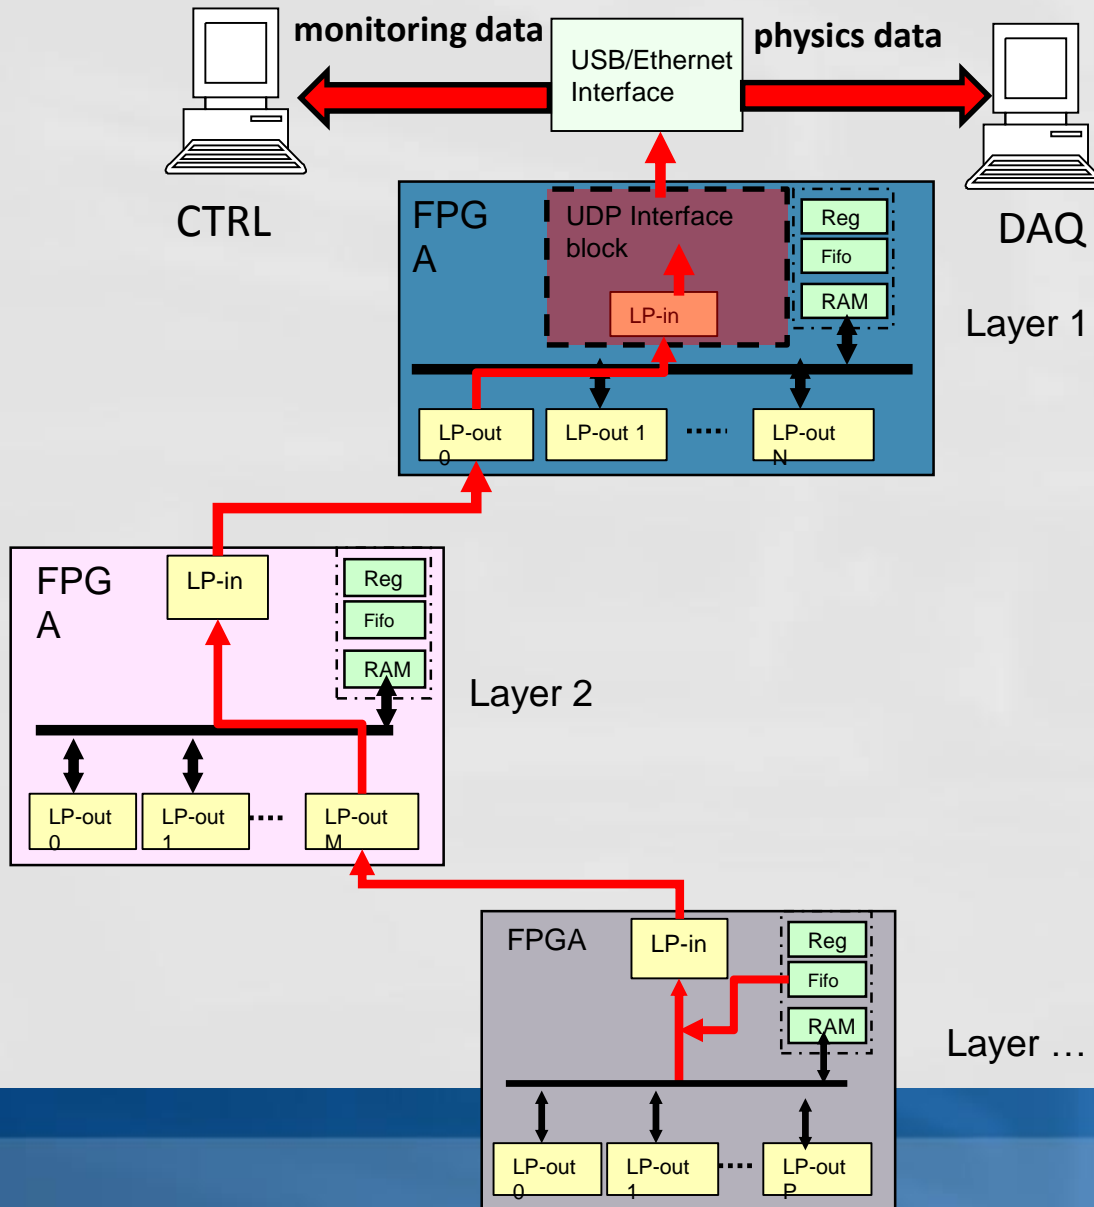 monitoring data
USB/Ethernet
Interface
physics data
CTRL
DAQ
FPG
A
UDP Interface
block
LP-in
Reg
Fifo
RAM
Layer 1
LP-out
0
LP-out 1
......
LP-out
N
FPG
A
LP-in
Reg
Fifo
RAM
Layer 2
LP-out
0
LP-out
1
....
LP-out
M
FPGA
LP-in
Reg
Fifo
RAM
Layer ...
LP-out
0
LP-out
1
....
LP-out
P